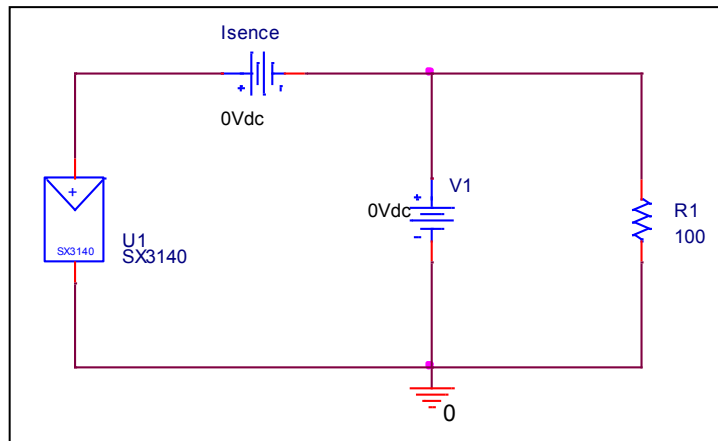 Isence
+
0Vdc
+
SX3140
U1
SX3140
+
V1
0Vdc
-
R1
100
0